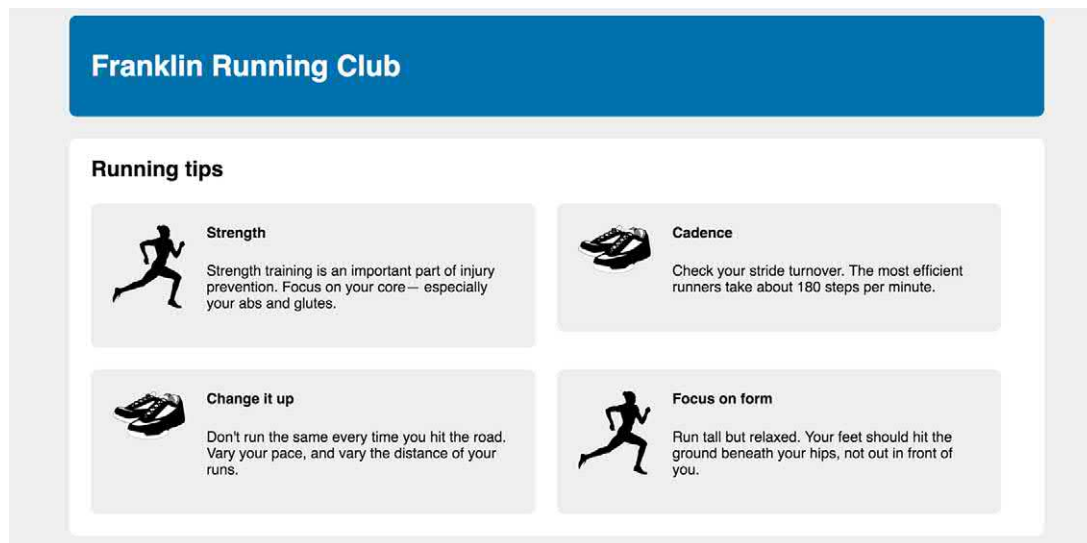 Franklin Running Club
Running tips
Strength
Strength training is an important part of injury
prevention. Focus on your core— especially
your abs and glutes.
Cadence
Check your stride turnover. The most efficient
runners take about 180 steps per minute.
Change it up
Don't run the same every time you hit the road.
Vary your pace, and vary the distance of your
runs.
Focus on form
Run tall but relaxed. Your feet should hit the
ground beneath your hips, not out in front of
you.